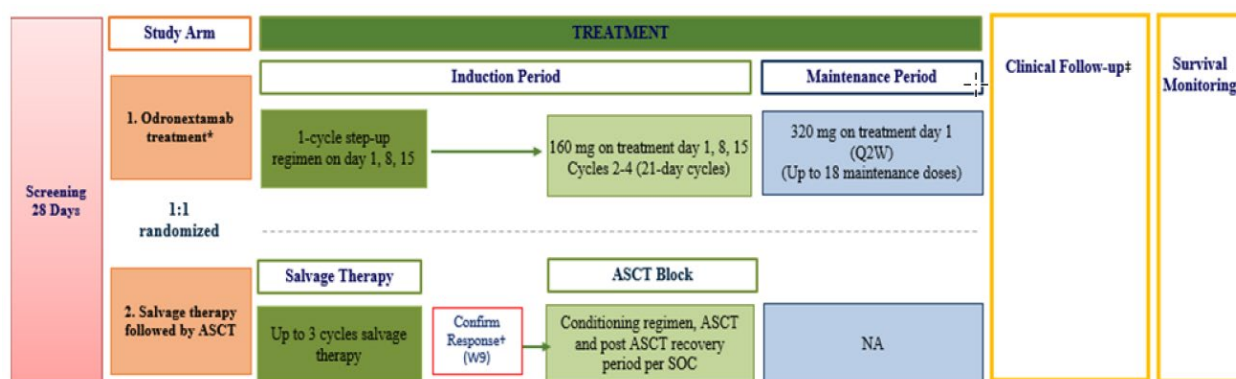 Study Arm
TREATMENT
Clinical Follow-up‡
Survival
Monitoring
Induction Period
Maintenance Period
1. Odronextamab
treatment*
1-cycle step-up
regimen on day 1, 8, 15
160 mg on treatment day 1, 8, 15
Cycles 2-4 (21-day cycles)
320 mg on treatment day 1
(Q2W)
(Up to 18 maintenance doses)
Screening
28 Days
1:1
randomized
Salvage Therapy
ASCT Block
2. Salvage therapy
followed by ASCT
Up to 3 cycles salvage
therapy
Confirm
Response†
(W9)
Conditioning regimen, ASCT
and post ASCT recovery
period per SOC
NA